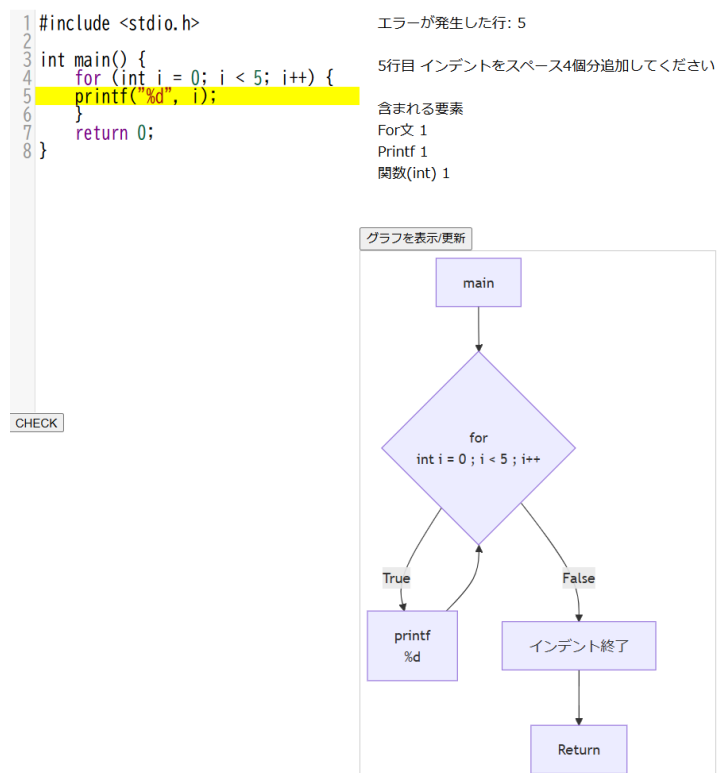 1 #include <stdio.h>
2
3 int main() {
4     for (int i = 0; i < 5; i++) {
5     printf("%d", i);
6     }
7     return 0;
8 }
CHECK
エラーが発生した行: 5
5行目 インデントをスペース4個分追加してください
含まれる要素
For文 1
Printf 1
関数(int) 1
グラフを表示/更新
main
for
int i = 0 ; i < 5 ; i++
True
False
printf
%d
インデント終了
Return